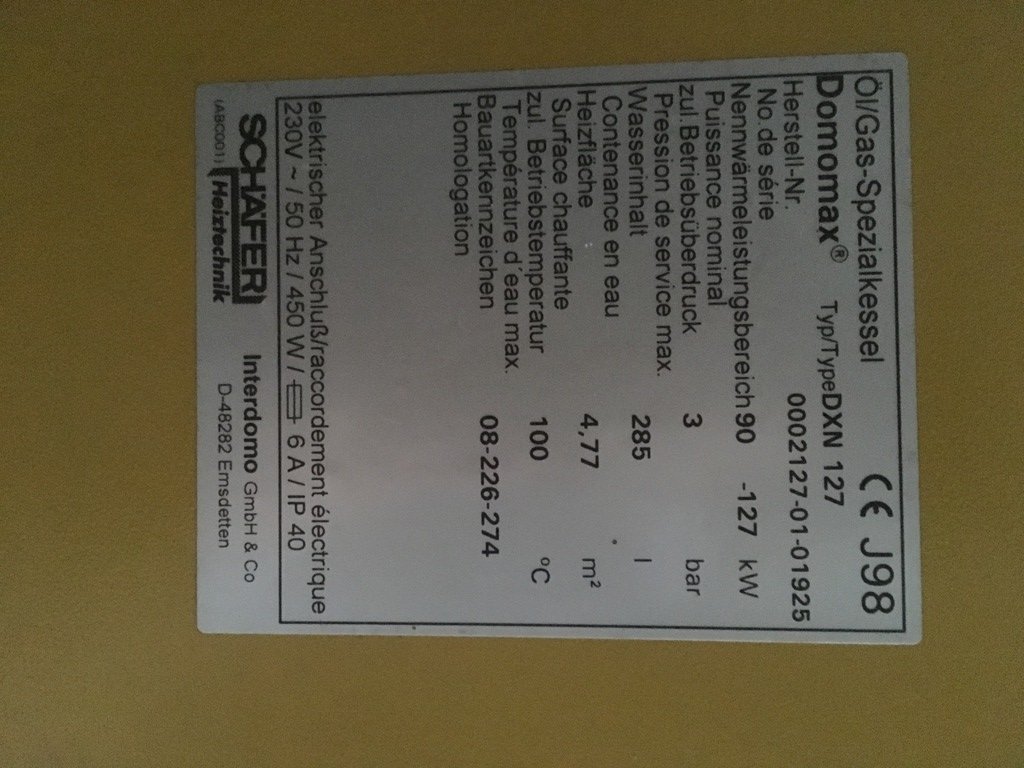 Öl/Gas-Spezialkessel CE J98
Domomax® Typ/Type DXN 127
Herstell-Nr. 0002127-01-01925
No.de série
Nennwärmeleistungsbereich 90 -127 kW
Puissance nominal
zul.Betriebsüberdruck 3 bar
Pression de service max.
Wasserinhalt 285 l
Contenance en eau
Heizfläche 4,77 m²
Surface chauffante
zul. Betriebstemperatur 100 °C
Température d'eau max.
Bauartkennzeichen 08-226-274
Homologation
elektrischer Anschluß/raccordement électrique
230V ~ / 50 Hz / 450 W / 6 A / IP 40
SCHÄFER Interdomo GmbH & Co
(ABC001) Heiztechnik D-48282 Emsdetten